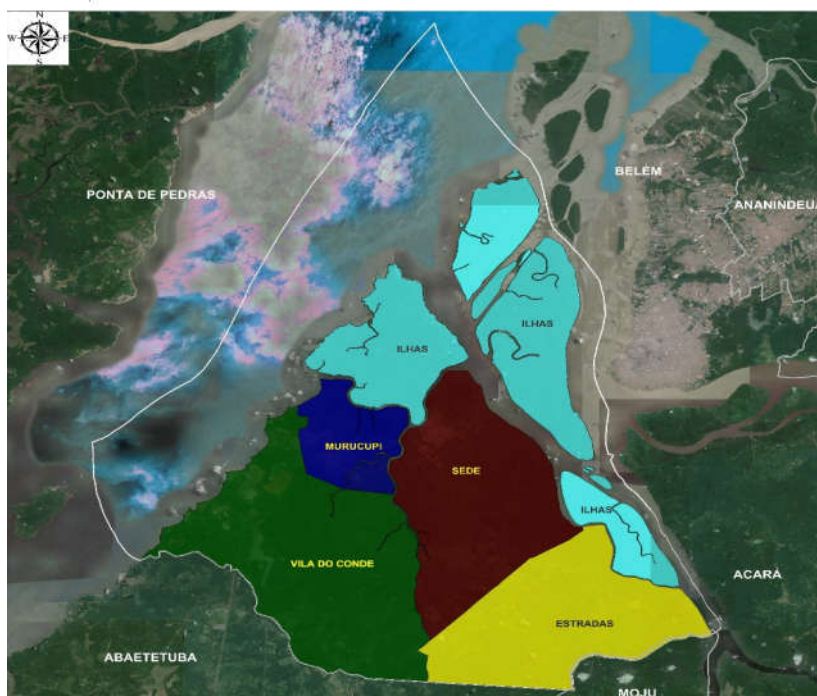 N
W E
S
PONTA DE PEDRAS
BELÉM
ANANINDEUA
ILHAS
ILHAS
MURUCUPI
SEDE
ILHAS
VILA DO CONDE
ACARÁ
ESTRADAS
ABAETETUBA
MOJU